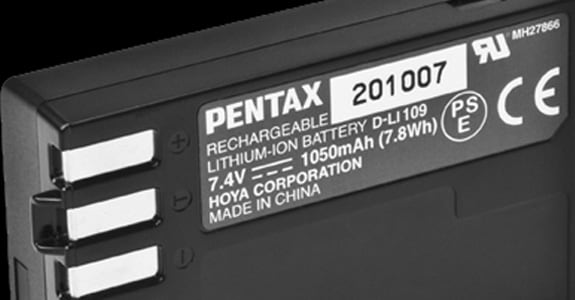 MH27866
PENTAX 201007
RECHARGEABLE
LITHIUM-ION BATTERY D-LI109
7.4V 1050mAh (7.8Wh)
HOYA CORPORATION
MADE IN CHINA
PS
E
CE